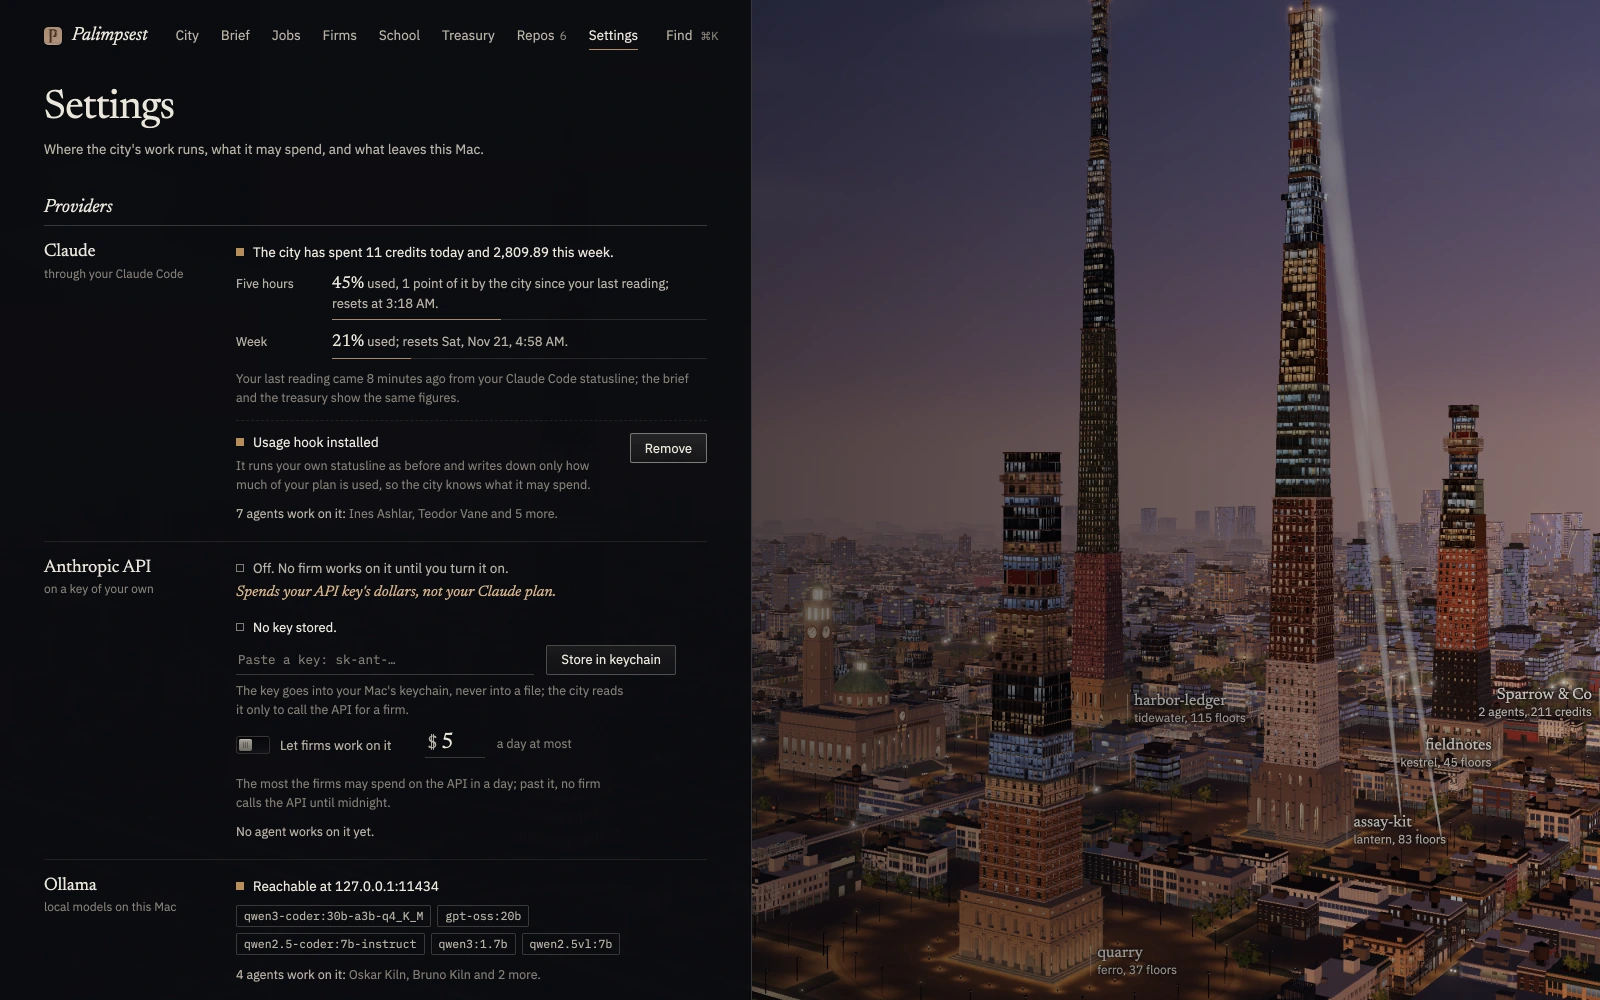 P Palimpsest City Brief Jobs Firms School Treasury Repos 6 Settings Find ⌘K
Settings
Where the city's work runs, what it may spend, and what leaves this Mac.
Providers
Claude
through your Claude Code
The city has spent 11 credits today and 2,809.89 this week.
Five hours
45% used, 1 point of it by the city since your last reading;
resets at 3:18 AM.
Week
21% used; resets Sat, Nov 21, 4:58 AM.
Your last reading came 8 minutes ago from your Claude Code statusline; the brief
and the treasury show the same figures.
Usage hook installed
Remove
It runs your own statusline as before and writes down only how
much of your plan is used, so the city knows what it may spend.
7 agents work on it: Ines Ashlar, Teodor Vane and 5 more.
Anthropic API
on a key of your own
Off. No firm works on it until you turn it on.
Spends your API key's dollars, not your Claude plan.
No key stored.
Paste a key: sk-ant-…
Store in keychain
The key goes into your Mac's keychain, never into a file; the city reads
it only to call the API for a firm.
Let firms work on it
$ 5
a day at most
The most the firms may spend on the API in a day; past it, no firm
calls the API until midnight.
No agent works on it yet.
Ollama
local models on this Mac
Reachable at 127.0.0.1:11434
qwen3-coder:30b-a3b-q4_K_M gpt-oss:20b
qwen2.5-coder:7b-instruct qwen3:1.7b qwen2.5vl:7b
4 agents work on it: Oskar Kiln, Bruno Kiln and 2 more.
harbor-ledger
tidewater, 115 floors
Sparrow & Co
2 agents, 211 credits
fieldnotes
kestrel, 45 floors
assay-kit
lantern, 83 floors
quarry
ferro, 37 floors